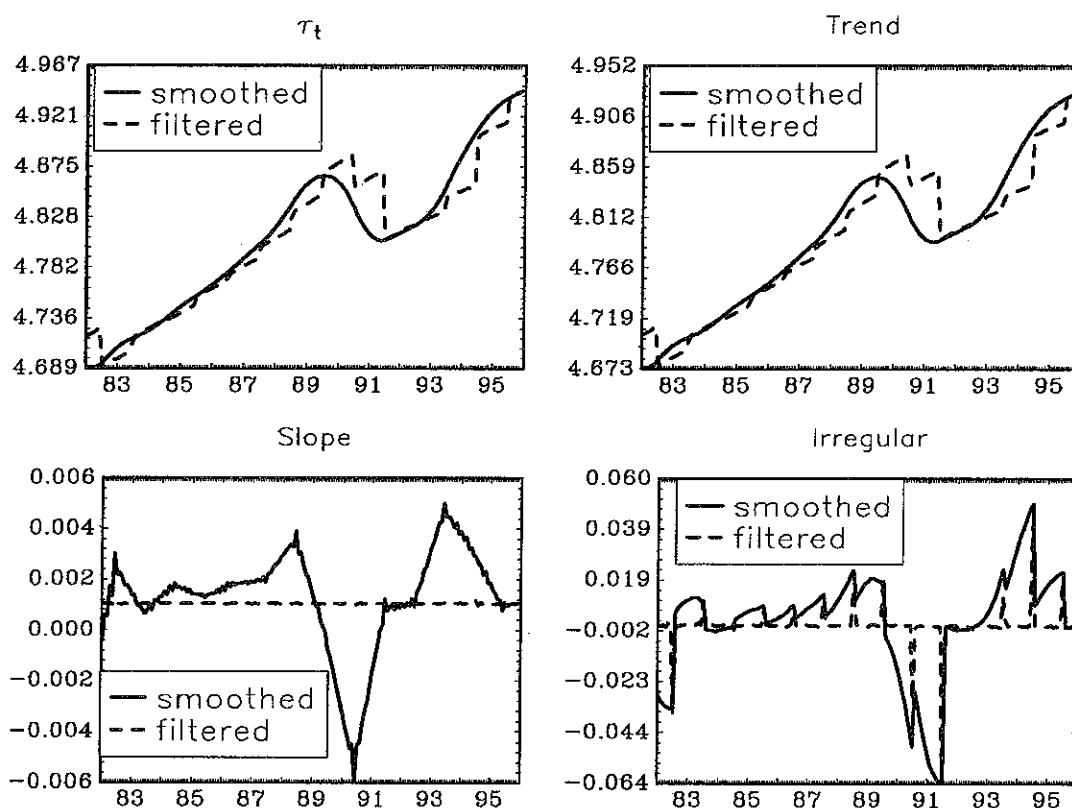 τt
4.967
4.921
4.875
4.828
4.782
4.736
4.689
smoothed
filtered
83 85 87 89 91 93 95
Trend
4.952
4.906
4.859
4.812
4.766
4.719
4.673
smoothed
filtered
83 85 87 89 91 93 95
Slope
0.006
0.004
0.002
0.000
-0.002
-0.004
-0.006
smoothed
filtered
83 85 87 89 91 93 95
Irregular
0.060
0.039
0.019
-0.002
-0.023
-0.044
-0.064
smoothed
filtered
83 85 87 89 91 93 95